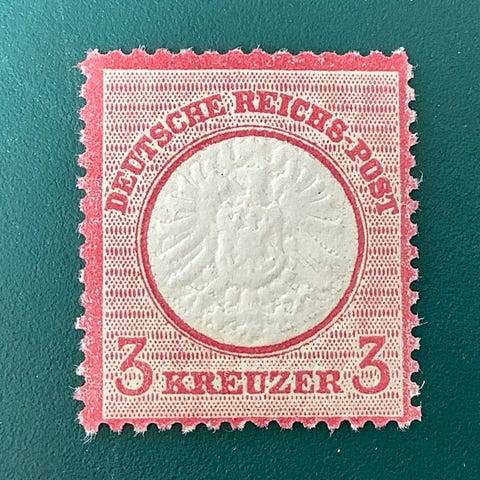 DEUTSCHE REICHS-POST
3 KREUZER 3